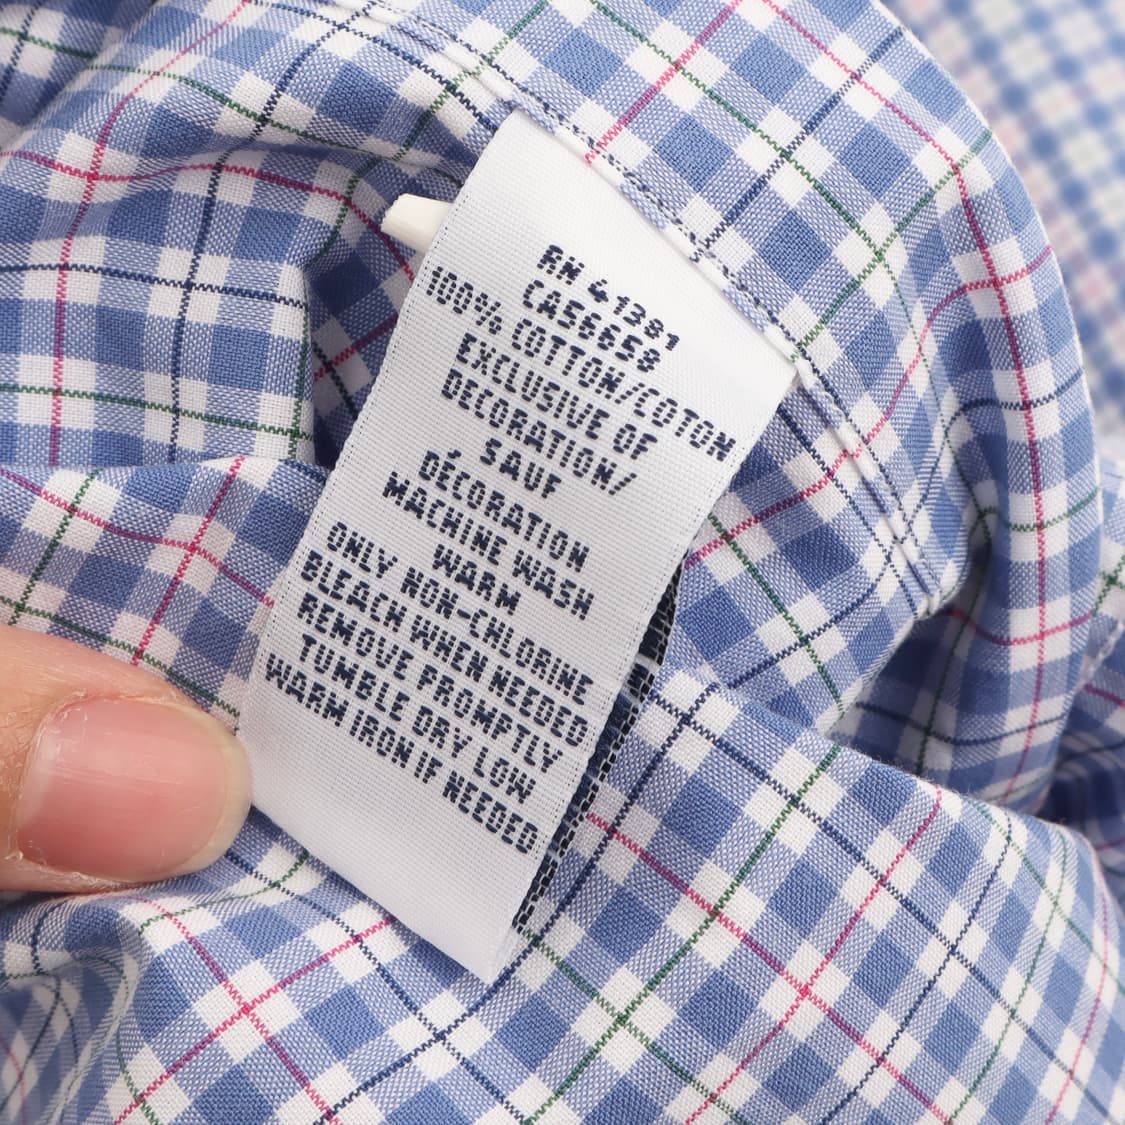 RN 41381
CA56658
100% COTTON/COTON
EXCLUSIVE OF
DECORATION/
SAUF
DÉCORATION
MACHINE WASH
WARM
ONLY NON-CHLORINE
BLEACH WHEN NEEDED
REMOVE PROMPTLY
TUMBLE DRY LOW
WARM IRON IF NEEDED